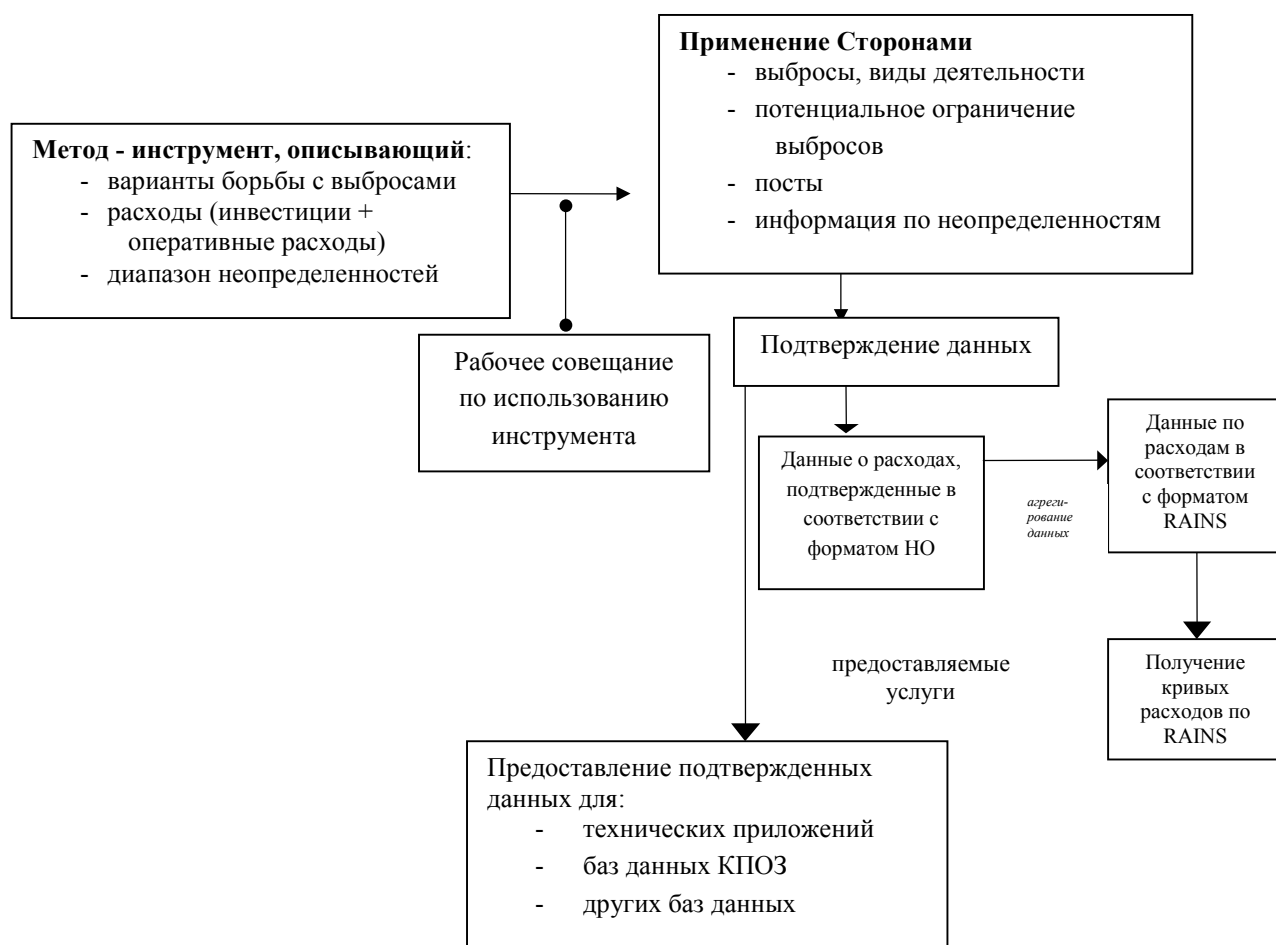 Применение Сторонами
- выбросы, виды деятельности
- потенциальное ограничение
выбросов
- посты
- информация по неопределенностям
Метод - инструмент, описывающий:
- варианты борьбы с выбросами
- расходы (инвестиции +
оперативные расходы)
- диапазон неопределенностей
Рабочее совещание
по использованию
инструмента
Подтверждение данных
Данные о расходах,
подтвержденные в
соответствии с
форматом НО
агрегиро-
рование
данных
Данные по
расходам в
соответствии
с форматом
RAINS
Получение
кривых
расходов по
RAINS
предоставляемые
услуги
Предоставление подтвержденных
данных для:
- технических приложений
- баз данных КПОЗ
- других баз данных